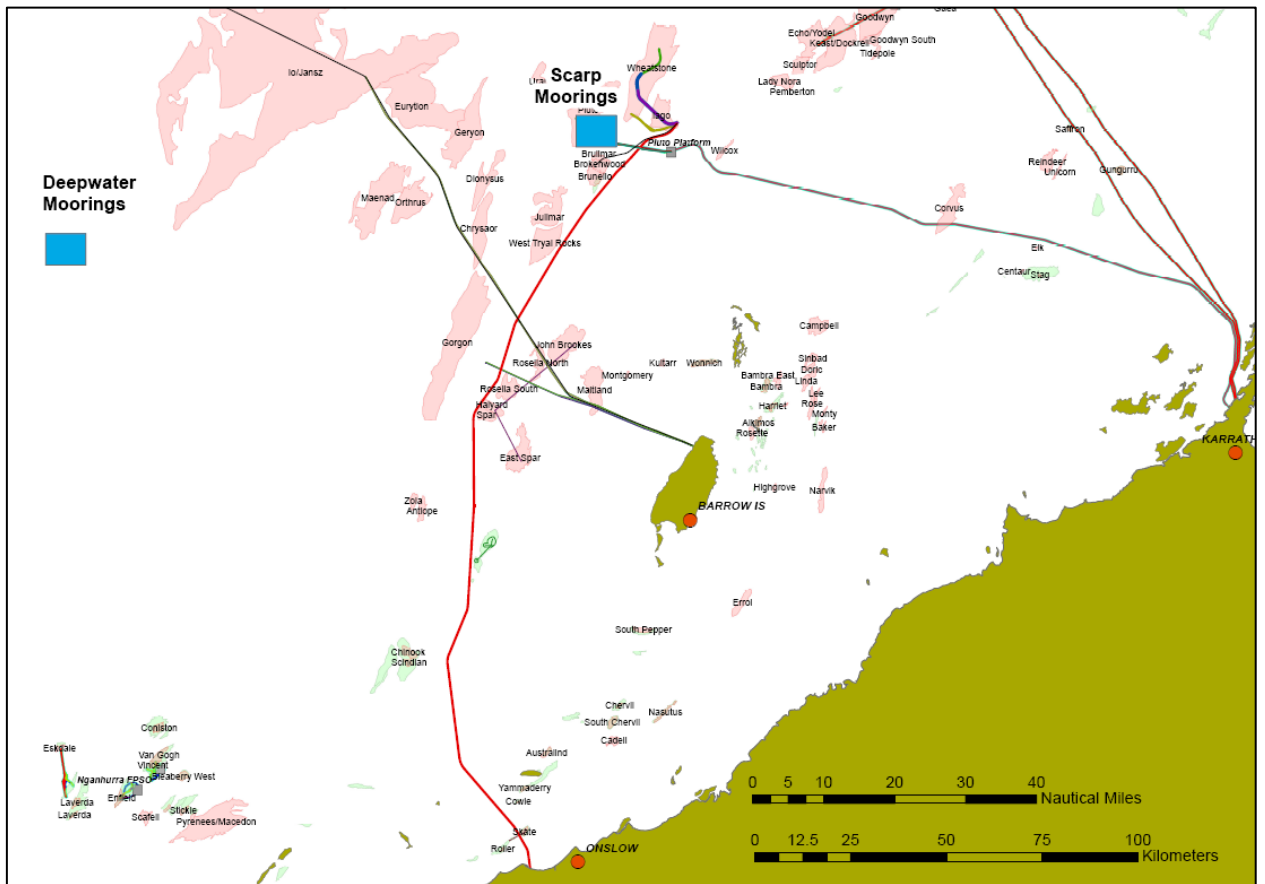 Goodwyn
Echo/Yodel
Keast/Dockrell
Goodwyn South
Tidepole
Io/Jansz
Wheatstone
Sculptor
Scarp
Moorings
Lady Nora
Pemberton
Eurytion
Pluto
Iago
Geryon
Saffran
Pluto Platform
Wilcox
Brulimar
Brokenwood
Brunello
Reindeer
Unicorn
Gungurru
Deepwater
Moorings
Dionysus
Maenad
Orthrus
Corvus
Julimar
Chrysaor
West Tryal Rocks
Elk
Centaur
Stag
Campbell
Gorgon
John Brookes
Rosella North
Kultarr
Wonnich
Sinbad
Doric
Linda
Montgomery
Bambra East
Bambra
Rosella South
Maitland
Lee
Rose
Halyard
Spar
Harriet
Monty
Alkimos
Rosette
Baker
KARRATH
East Spar
Highgrove
Narvik
Zola
Antiope
BARROW IS
Errol
South Pepper
Chinook
Scindian
Chervil
Nasutus
South Chervil
Coniston
Cadell
Eskdale
Australind
Van Gogh
Vincent
Nganhurra FPSO
Bleaberry West
Yammaderry
Cowle
Enfield
Laverda
Laverda
Stickle
Scafell
Pyrenees/Macedon
Skate
Roller
ONSLOW
0 5 10 20 30 40
Nautical Miles
0 12.5 25 50 75 100
Kilometers